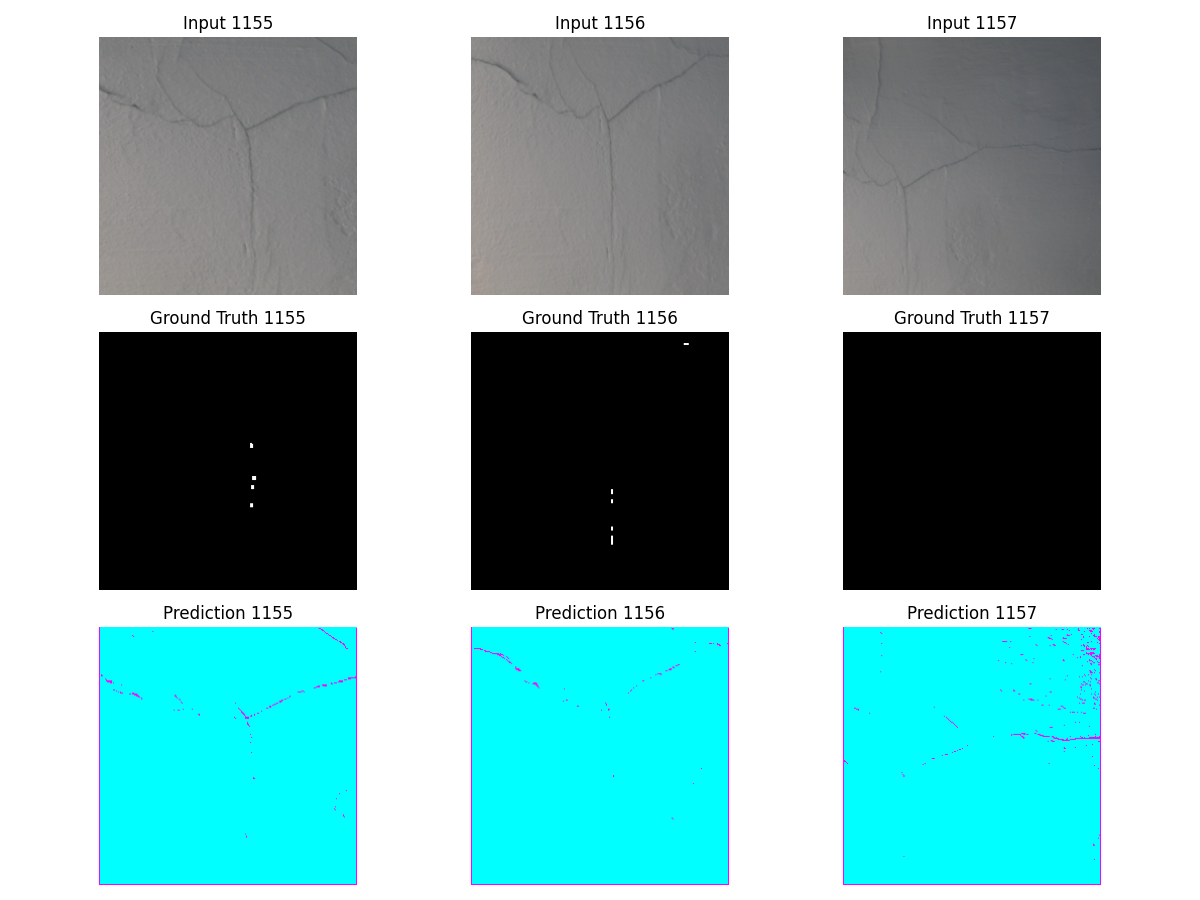 Input 1155
Input 1156
Input 1157
Ground Truth 1155
Ground Truth 1156
Ground Truth 1157
Prediction 1155
Prediction 1156
Prediction 1157